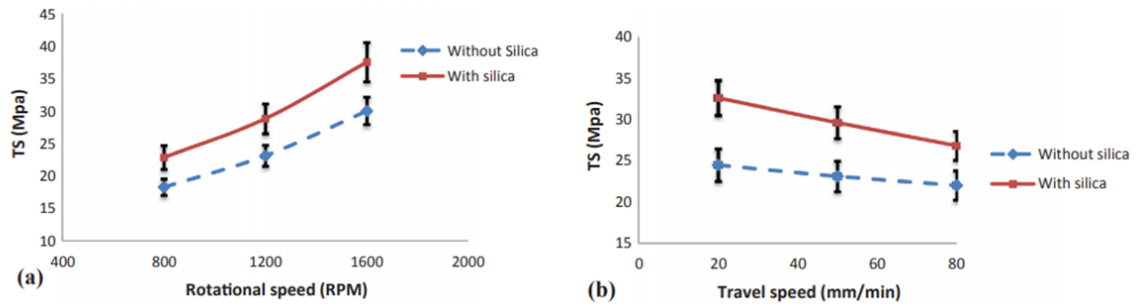 45
40
35
30
25
20
15
10
TS (Mpa)
400
800
1200
1600
2000
Rotational speed (RPM)
Without Silica
With silica
(a)
40
35
30
25
20
15
TS (Mpa)
0
20
40
60
80
Travel speed (mm/min)
Without silica
With silica
(b)